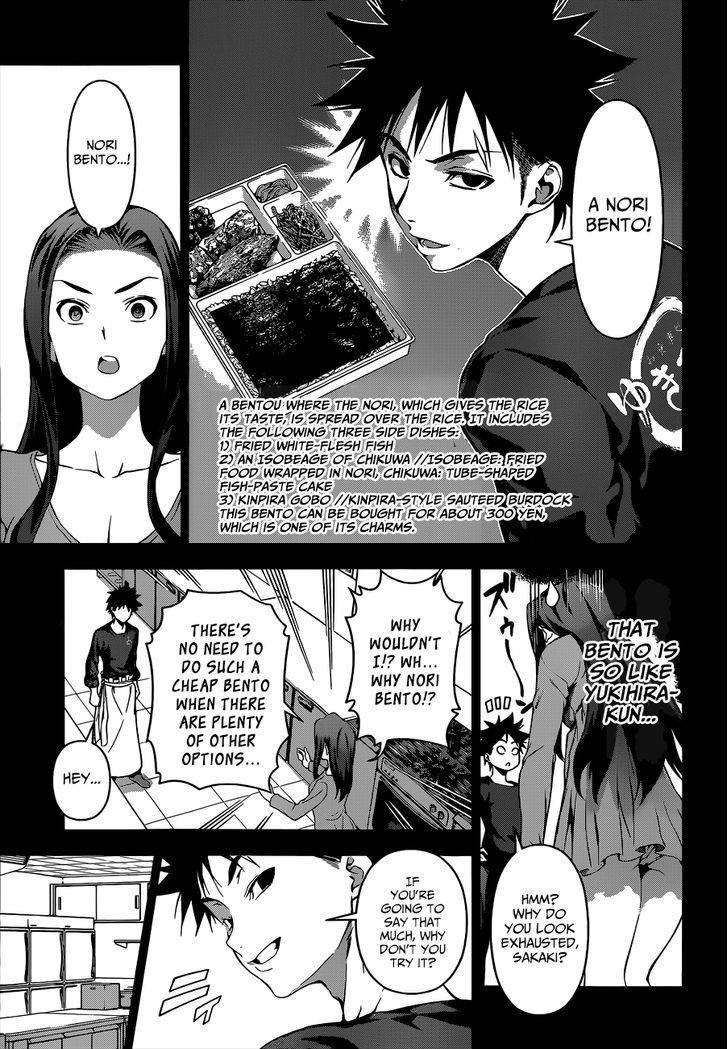 A NORI
BENTO!
NORI
BENTO...!
A BENTOU WHERE THE NORI, WHICH GIVES THE RICE
ITS TASTE, IS SPREAD OVER THE RICE. IT INCLUDES
THE FOLLOWING THREE SIDE DISHES:
1) FRIED WHITE-FLESH FISH
2) AN ISOBEAGE OF CHIKUWA //ISOBEAGE: FRIED
FOOD WRAPPED IN NORI, CHIKUWA: TUBE-SHAPED
FISH-PASTE CAKE
3) KINPIRA GOBO //KINPIRA-STYLE SAUTEED BURDOCK
THIS BENTO CAN BE BOUGHT FOR ABOUT 300 YEN,
WHICH IS ONE OF ITS CHARMS.
ゆき
THAT
BENTO IS
SO LIKE
YUKIHIRA-
KUN...
ズーン
HMM?
WHY DO
YOU LOOK
EXHAUSTED,
SAKAKI?
WHY
WOULDN'T
I!? WH...
WHY NORI
BENTO!?
THERE'S
NO NEED TO
DO SUCH A
CHEAP BENTO
WHEN THERE
ARE PLENTY
OF OTHER
OPTIONS...
HEY...
IF
YOU'RE
GOING TO
SAY THAT
MUCH, WHY
DON'T YOU
TRY IT?